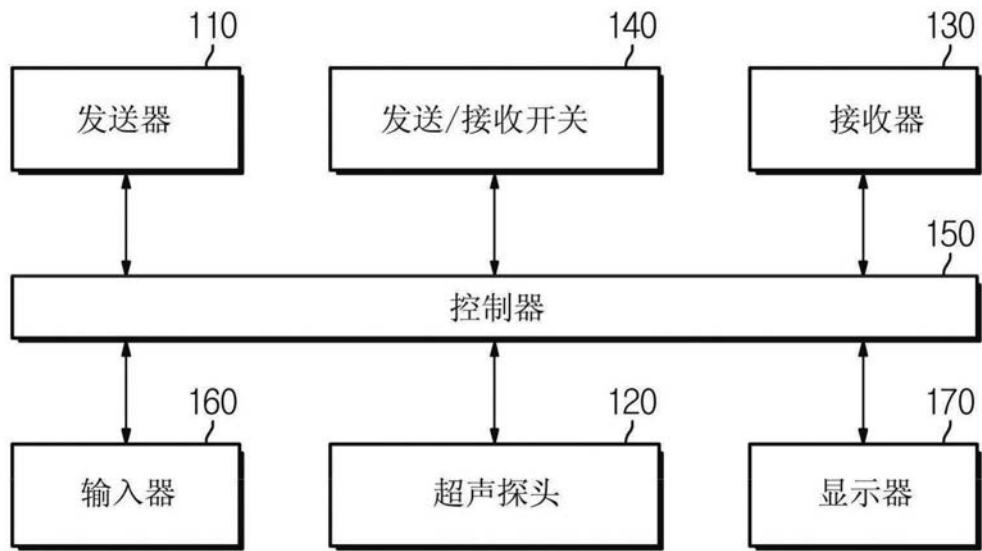 110
140
130
发送器
发送/接收开关
接收器
150
控制器
160
120
170
输入器
超声探头
显示器